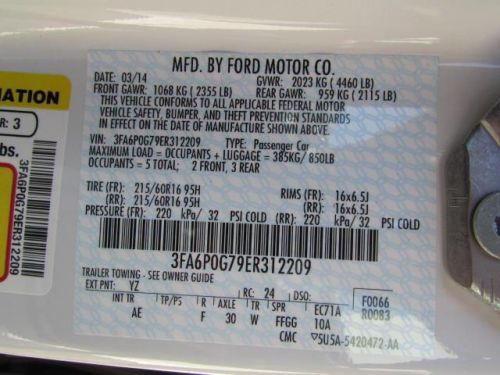 MFD. BY FORD MOTOR CO.
DATE: 03/14 GVWR: 2023 KG ( 4460 LB)
FRONT GAWR: 1068 KG ( 2355 LB) REAR GAWR: 959 KG ( 2115 LB)
THIS VEHICLE CONFORMS TO ALL APPLICABLE FEDERAL MOTOR
VEHICLE SAFETY, BUMPER, AND THEFT PREVENTION STANDARDS
IN EFFECT ON THE DATE OF MANUFACTURE SHOWN ABOVE.
VIN: 3FA6P0G79ER312209 TYPE: Passenger Car
MAXIMUM LOAD = OCCUPANTS + LUGGAGE = 385KG/ 850LB
OCCUPANTS = 5 TOTAL; 2 FRONT, 3 REAR
TIRE (FR): 215/60R16 95H RIMS (FR): 16x6.5J
(RR): 215/60R16 95H (RR): 16x6.5J
PRESSURE (FR): 220 kPa/ 32 PSI COLD (RR): 220 kPa/ 32 PSI COLD
3FA6P0G79ER312209
TRAILER TOWING - SEE OWNER GUIDE
EXT PNT: YZ RC: 24 DSO: F0066
INT TR TP/PS R AXLE TR SPR EC71A R0083
AE F 30 W FFGG 10A
CMC 5U5A-5420472-AA
MATION
R: 3
bs.
3FA6P0G79ER312209